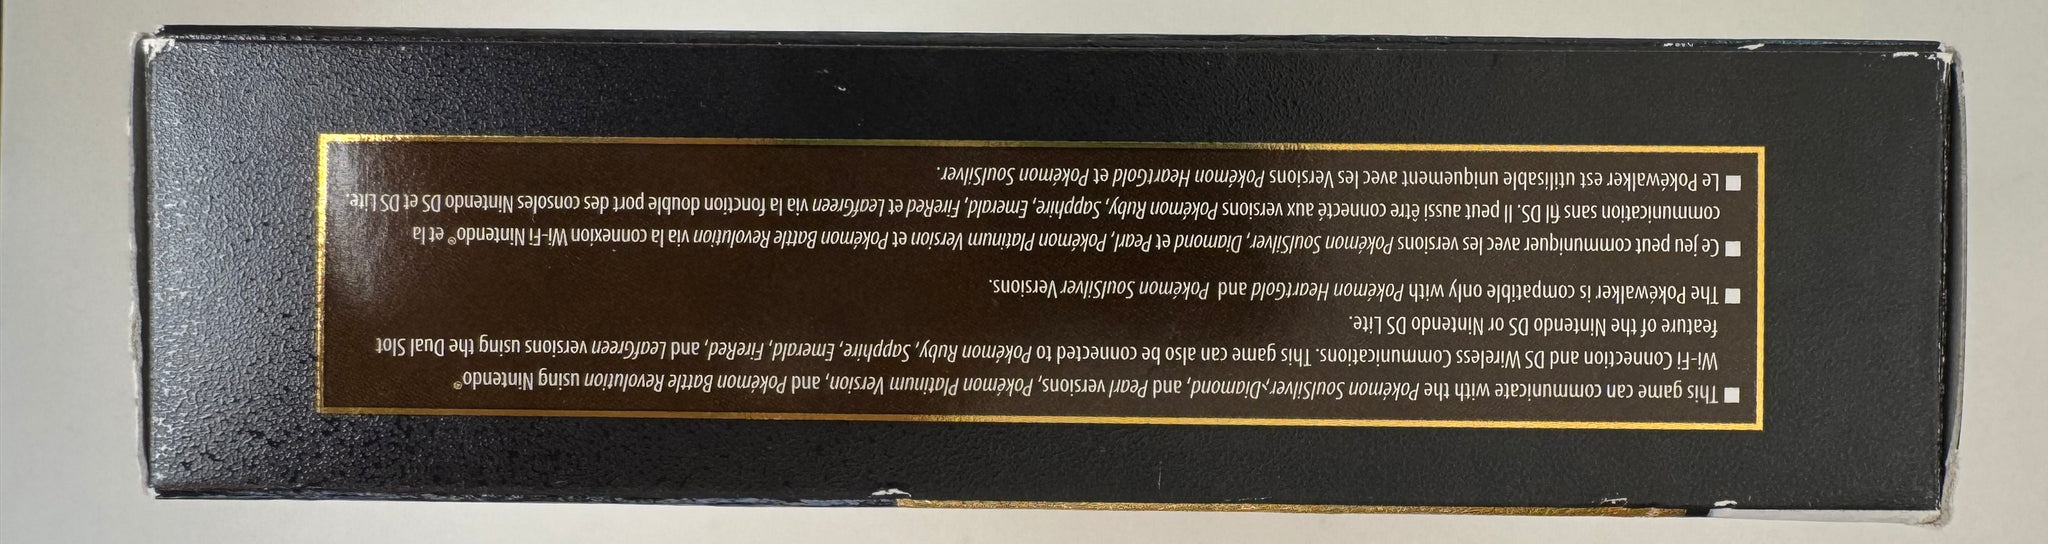 ■ This game can communicate with the Pokémon SoulSilver, Diamond, and Pearl versions, Pokémon Platinum Version, and Pokémon Battle Revolution using Nintendo®
Wi-Fi Connection and DS Wireless Communications. This game can also be connected to Pokémon Ruby, Sapphire, Emerald, FireRed, and LeafGreen versions using the Dual Slot
feature of the Nintendo DS or Nintendo DS Lite.
■ The Pokéwalker is compatible only with Pokémon HeartGold and Pokémon SoulSilver Versions.
■ Ce jeu peut communiquer avec les versions Pokémon SoulSilver, Diamond et Pearl, Pokémon Platinum Version et Pokémon Battle Revolution via la connexion Wi-Fi Nintendo® et la
communication sans fil DS. Il peut aussi être connecté aux versions Pokémon Ruby, Sapphire, Emerald, FireRed et LeafGreen via la fonction double port des consoles Nintendo DS et DS Lite.
■ Le Pokéwalker est utilisable uniquement avec les Versions Pokémon HeartGold et Pokémon SoulSilver.